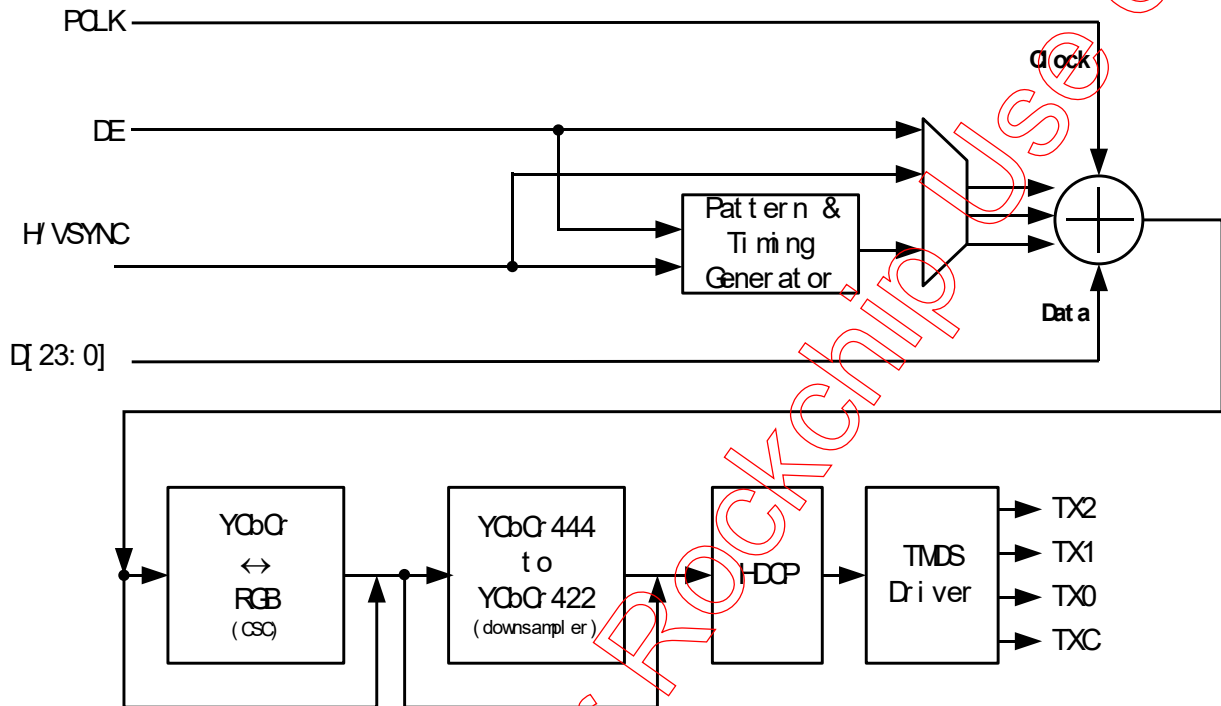 PCLK
Clock
DE
H/VSYNC
Pattern &
Timing
Generator
Data
D[23:0]
YCbCr
↔
RGB
(CSC)
YCbCr444
to
YCbCr422
(downsampler)
HDCP
TMDS
Driver
TX2
TX1
TX0
TXC
Rockchip Use